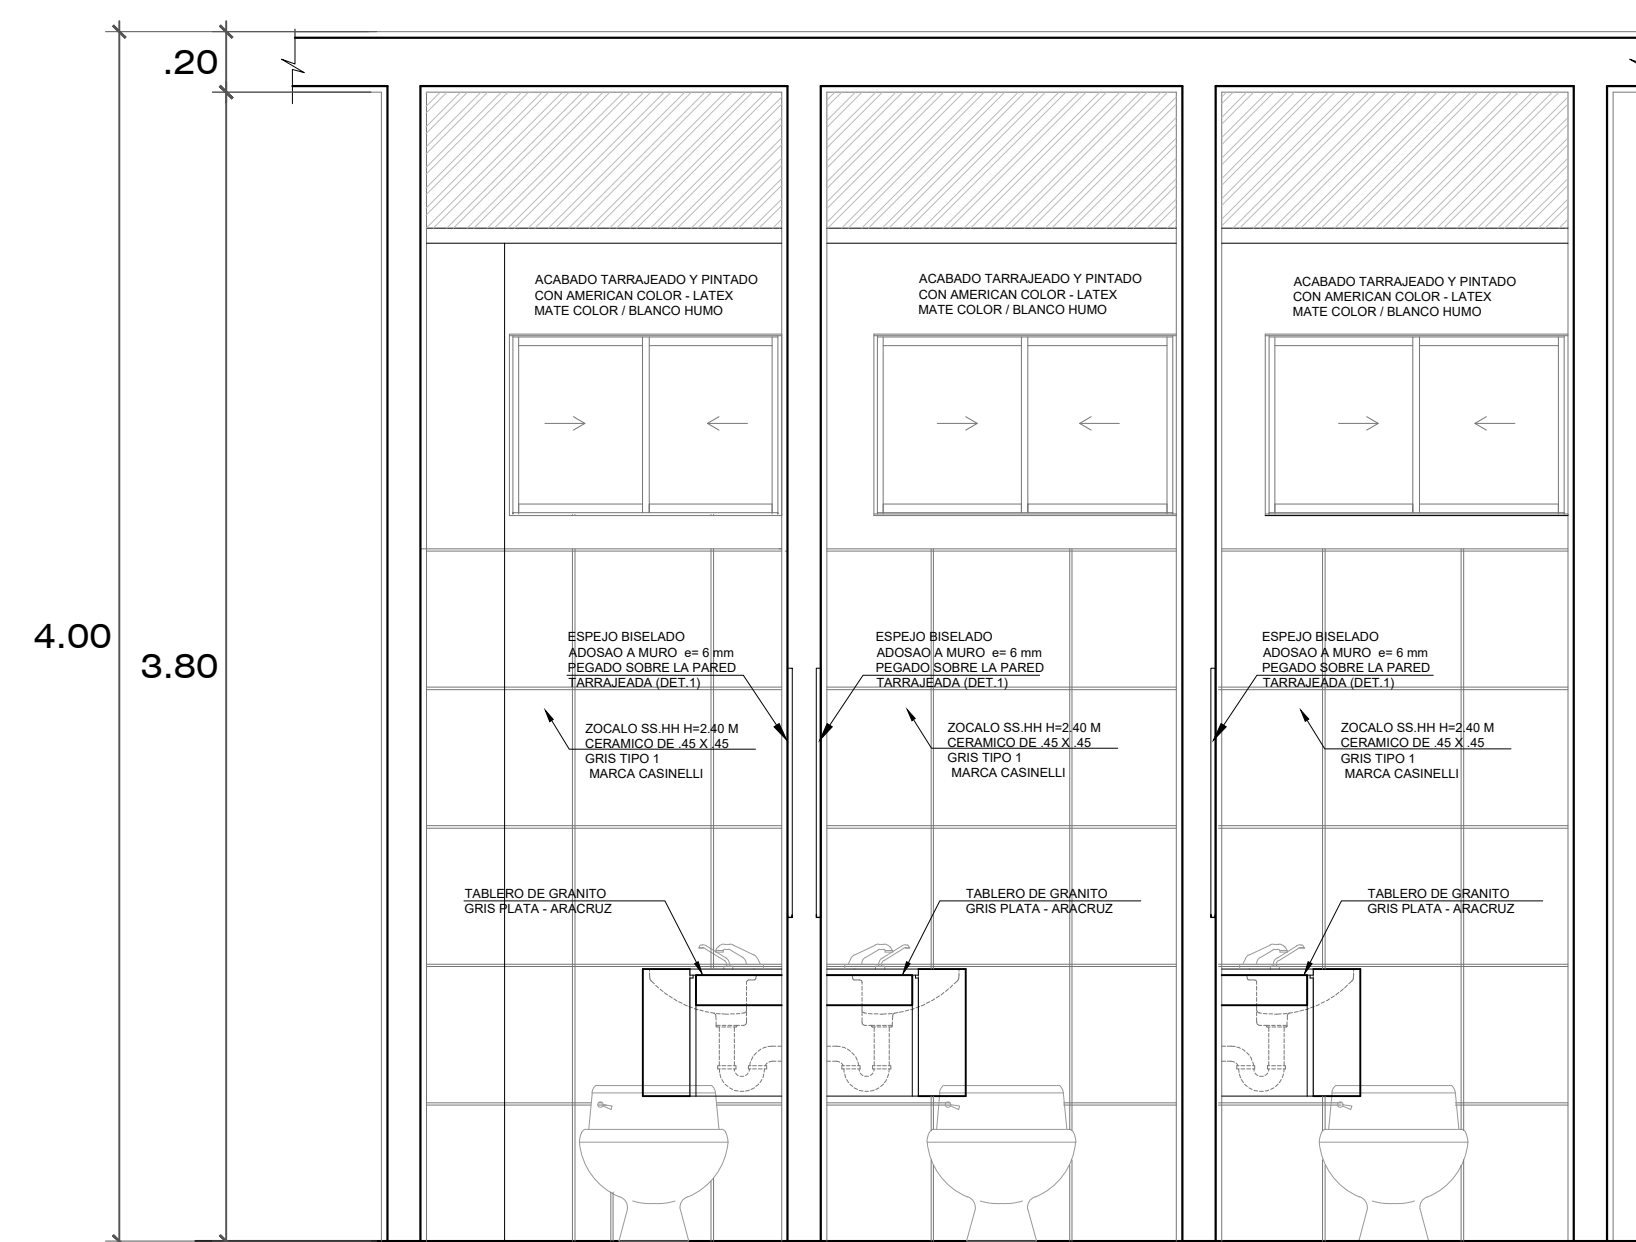 .20
4.00
3.80
ACABADO TARRAJEADO Y PINTADO
CON AMERICAN COLOR - LATEX
MATE COLOR / BLANCO HUMO
ACABADO TARRAJEADO Y PINTADO
CON AMERICAN COLOR - LATEX
MATE COLOR / BLANCO HUMO
ACABADO TARRAJEADO Y PINTADO
CON AMERICAN COLOR - LATEX
MATE COLOR / BLANCO HUMO
ESPEJO BISELADO
ADOSAO A MURO e= 6 mm
PEGADO SOBRE LA PARED
TARRAJEADA (DET.1)
ESPEJO BISELADO
ADOSAO A MURO e= 6 mm
PEGADO SOBRE LA PARED
TARRAJEADA (DET.1)
ESPEJO BISELADO
ADOSAO A MURO e= 6 mm
PEGADO SOBRE LA PARED
TARRAJEADA (DET.1)
ZOCALO SS.HH H=2.40 M
CERAMICO DE .45 X .45
GRIS TIPO 1
MARCA CASINELLI
ZOCALO SS.HH H=2.40 M
CERAMICO DE .45 X .45
GRIS TIPO 1
MARCA CASINELLI
ZOCALO SS.HH H=2.40 M
CERAMICO DE .45 X .45
GRIS TIPO 1
MARCA CASINELLI
TABLERO DE GRANITO
GRIS PLATA - ARACRUZ
TABLERO DE GRANITO
GRIS PLATA - ARACRUZ
TABLERO DE GRANITO
GRIS PLATA - ARACRUZ